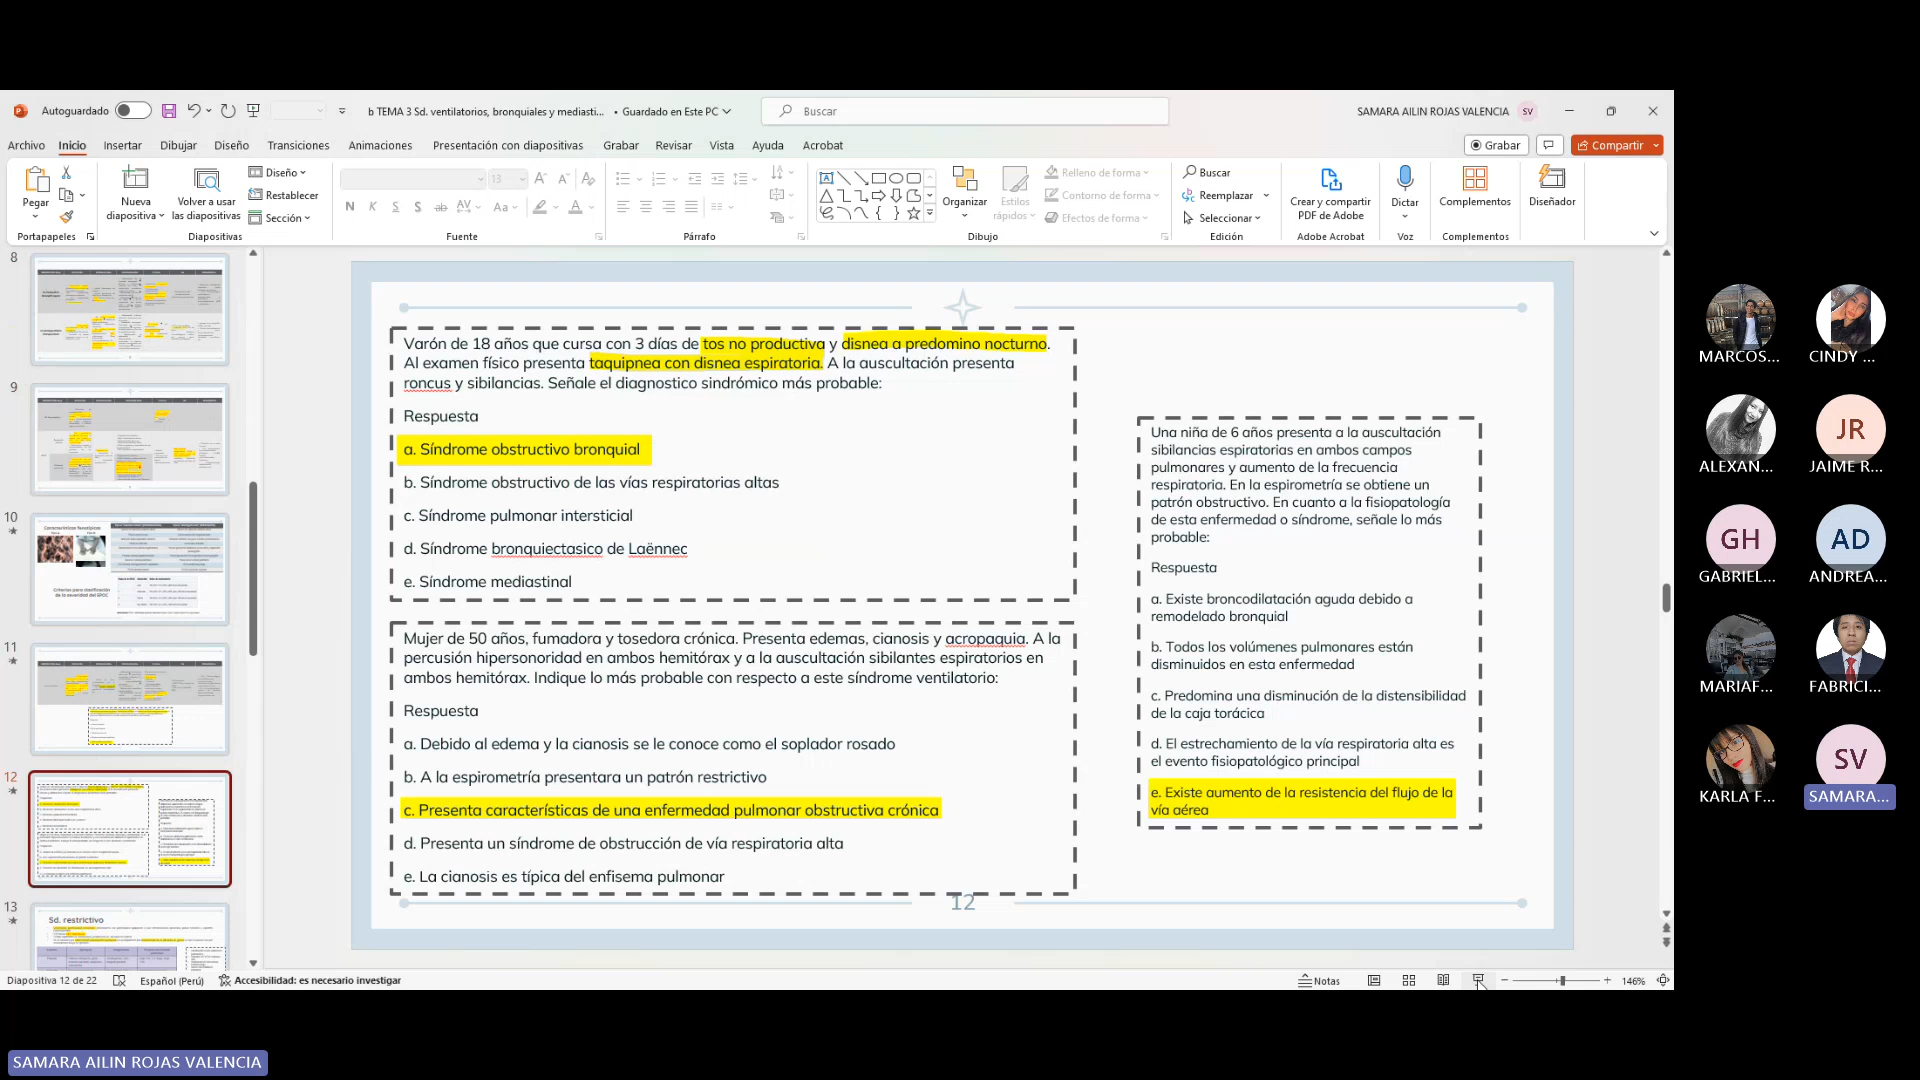 Autoguardado
b TEMA 3 Sd. ventilatorios, bronquiales y mediasti... • Guardado en Este PC
Buscar
SAMARA AILIN ROJAS VALENCIA
SV
Archivo Inicio Insertar Dibujar Diseño Transiciones Animaciones Presentación con diapositivas Grabar Revisar Vista Ayuda Acrobat
Grabar
Compartir
Pegar
Nueva diapositiva
Volver a usar las diapositivas
Diseño
Restablecer
Sección
13
N K S S ab AV Aa A
Organizar
Estilos rápidos
Relleno de forma
Contorno de forma
Efectos de forma
Buscar
Reemplazar
Seleccionar
Crear y compartir PDF de Adobe
Dictar
Complementos
Diseñador
Portapapeles Diapositivas Fuente Párrafo Dibujo Edición Adobe Acrobat Voz Complementos
8
9
10
11
12
13
Sd. restrictivo
Varón de 18 años que cursa con 3 días de tos no productiva y disnea a predomino nocturno.
Al examen físico presenta taquipnea con disnea espiratoria. A la auscultación presenta
roncus y sibilancias. Señale el diagnostico sindrómico más probable:
Respuesta
a. Síndrome obstructivo bronquial
b. Síndrome obstructivo de las vías respiratorias altas
c. Síndrome pulmonar intersticial
d. Síndrome bronquiectasico de Laënnec
e. Síndrome mediastinal
Mujer de 50 años, fumadora y tosedora crónica. Presenta edemas, cianosis y acropaquia. A la
percusión hipersonoridad en ambos hemitórax y a la auscultación sibilantes espiratorios en
ambos hemitórax. Indique lo más probable con respecto a este síndrome ventilatorio:
Respuesta
a. Debido al edema y la cianosis se le conoce como el soplador rosado
b. A la espirometría presentara un patrón restrictivo
c. Presenta características de una enfermedad pulmonar obstructiva crónica
d. Presenta un síndrome de obstrucción de vía respiratoria alta
e. La cianosis es típica del enfisema pulmonar
12
Una niña de 6 años presenta a la auscultación
sibilancias espiratorias en ambos campos
pulmonares y aumento de la frecuencia
respiratoria. En la espirometría se obtiene un
patrón obstructivo. En cuanto a la fisiopatología
de esta enfermedad o síndrome, señale lo más
probable:
Respuesta
a. Existe broncodilatación aguda debido a
remodelado bronquial
b. Todos los volúmenes pulmonares están
disminuidos en esta enfermedad
c. Predomina una disminución de la distensibilidad
de la caja torácica
d. El estrechamiento de la vía respiratoria alta es
el evento fisiopatológico principal
e. Existe aumento de la resistencia del flujo de la
vía aérea
MARCOS... CINDY ...
JR
ALEXAN... JAIME R...
GH AD
GABRIEL... ANDREA...
MARIAF... FABRICI...
SV
KARLA F... SAMARA...
Diapositiva 12 de 22
Español (Perú)
Accesibilidad: es necesario investigar
Notas
146%
SAMARA AILIN ROJAS VALENCIA